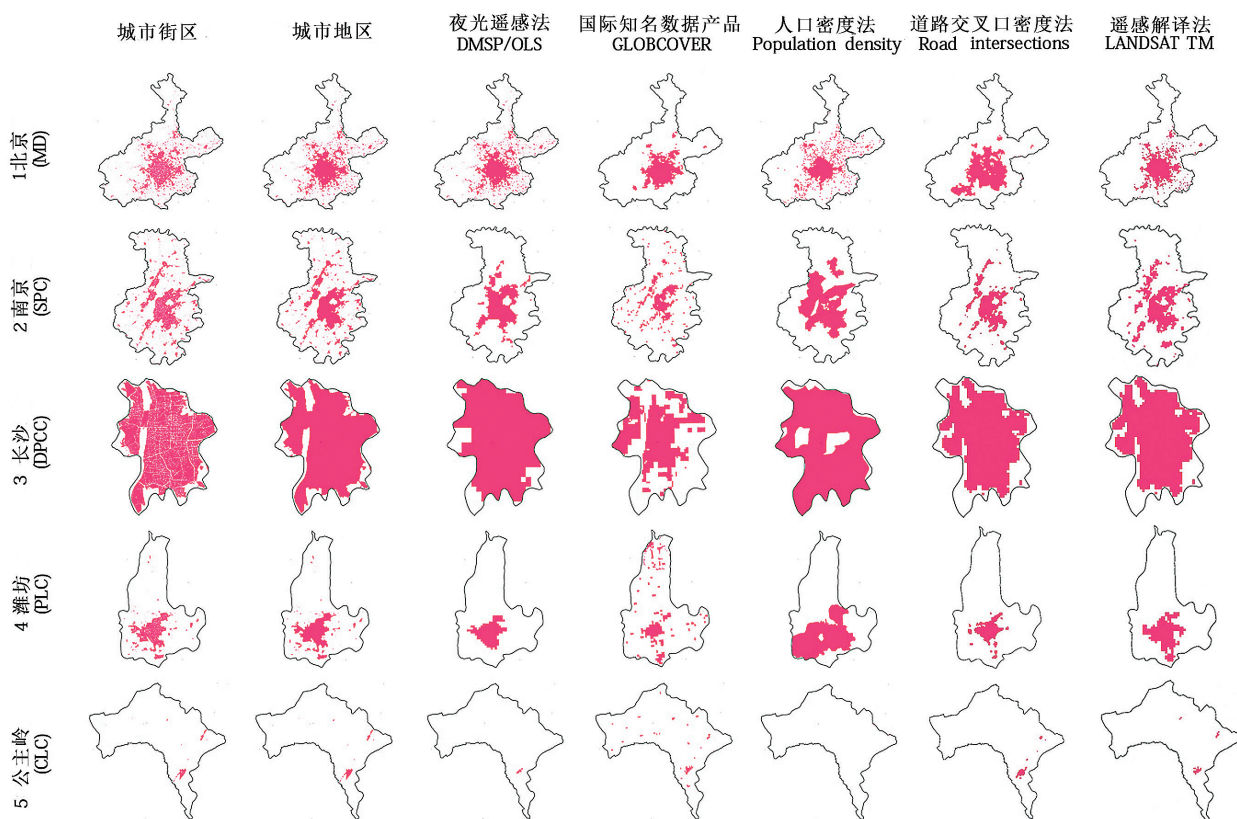 城市街区
城市地区
夜光遥感法
DMSP/OLS
国际知名数据产品
GLOBCOVER
人口密度法
Population density
道路交叉口密度法
Road intersections
遥感解译法
LANDSAT TM
1北京
(MD)
2 南京
(SPC)
3 长沙
(DPCC)
4 潍坊
(PLC)
5 公主岭
(CLC)